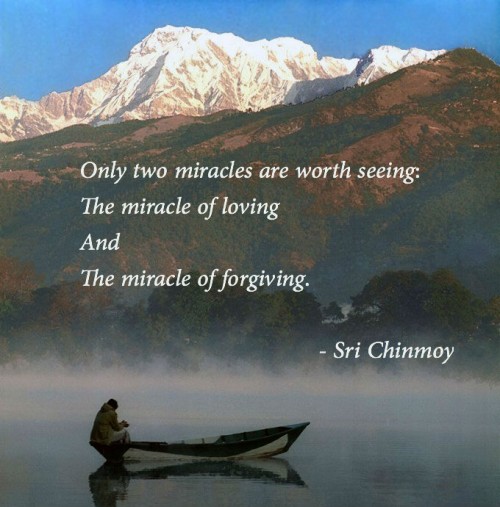 Only two miracles are worth seeing:
The miracle of loving
And
The miracle of forgiving.
- Sri Chinmoy